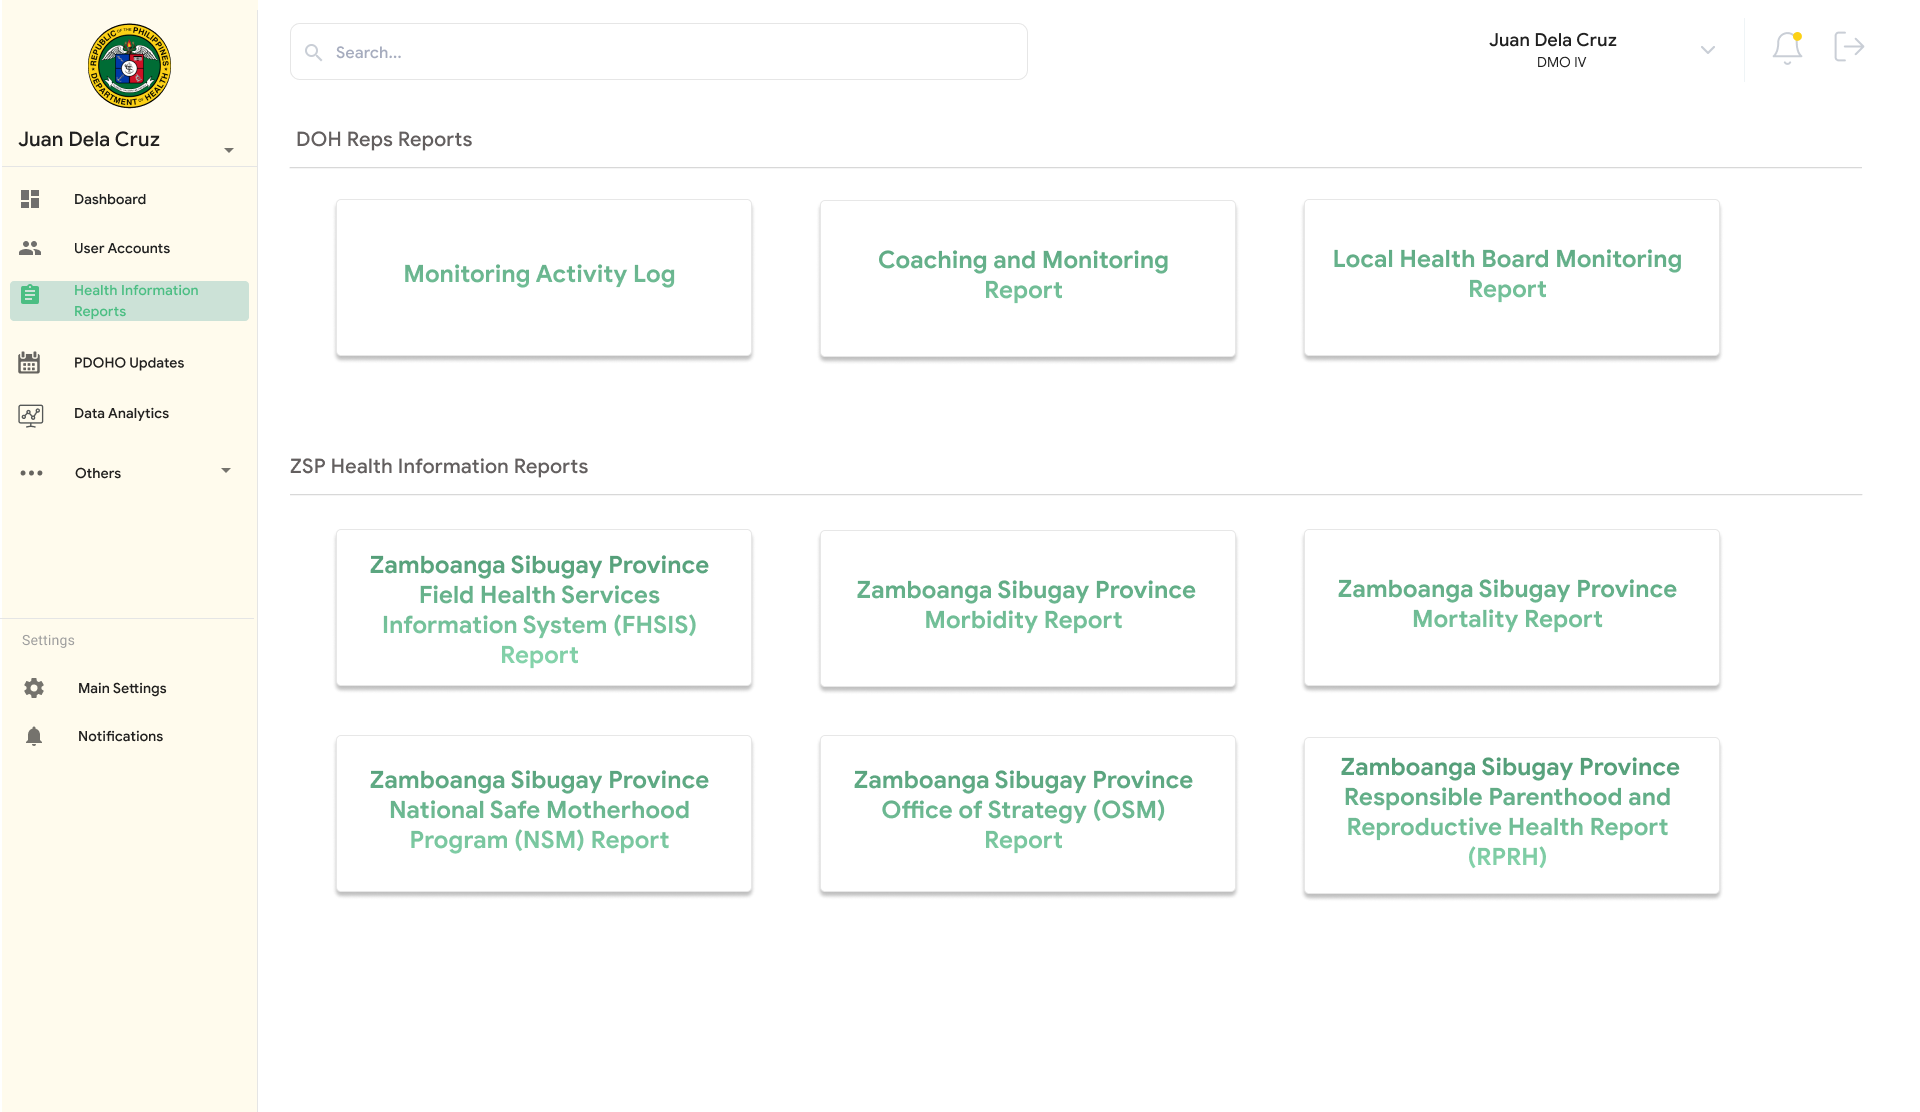 REPUBLIC OF THE PHILIPPINES
DEPARTMENT OF HEALTH
Juan Dela Cruz
Dashboard
User Accounts
Health Information
Reports
PDOHO Updates
Data Analytics
Others
Settings
Main Settings
Notifications
Search...
Juan Dela Cruz
DMO IV
DOH Reps Reports
Monitoring Activity Log
Coaching and Monitoring
Report
Local Health Board Monitoring
Report
ZSP Health Information Reports
Zamboanga Sibugay Province
Field Health Services
Information System (FHSIS)
Report
Zamboanga Sibugay Province
Morbidity Report
Zamboanga Sibugay Province
Mortality Report
Zamboanga Sibugay Province
National Safe Motherhood
Program (NSM) Report
Zamboanga Sibugay Province
Office of Strategy (OSM)
Report
Zamboanga Sibugay Province
Responsible Parenthood and
Reproductive Health Report
(RPRH)